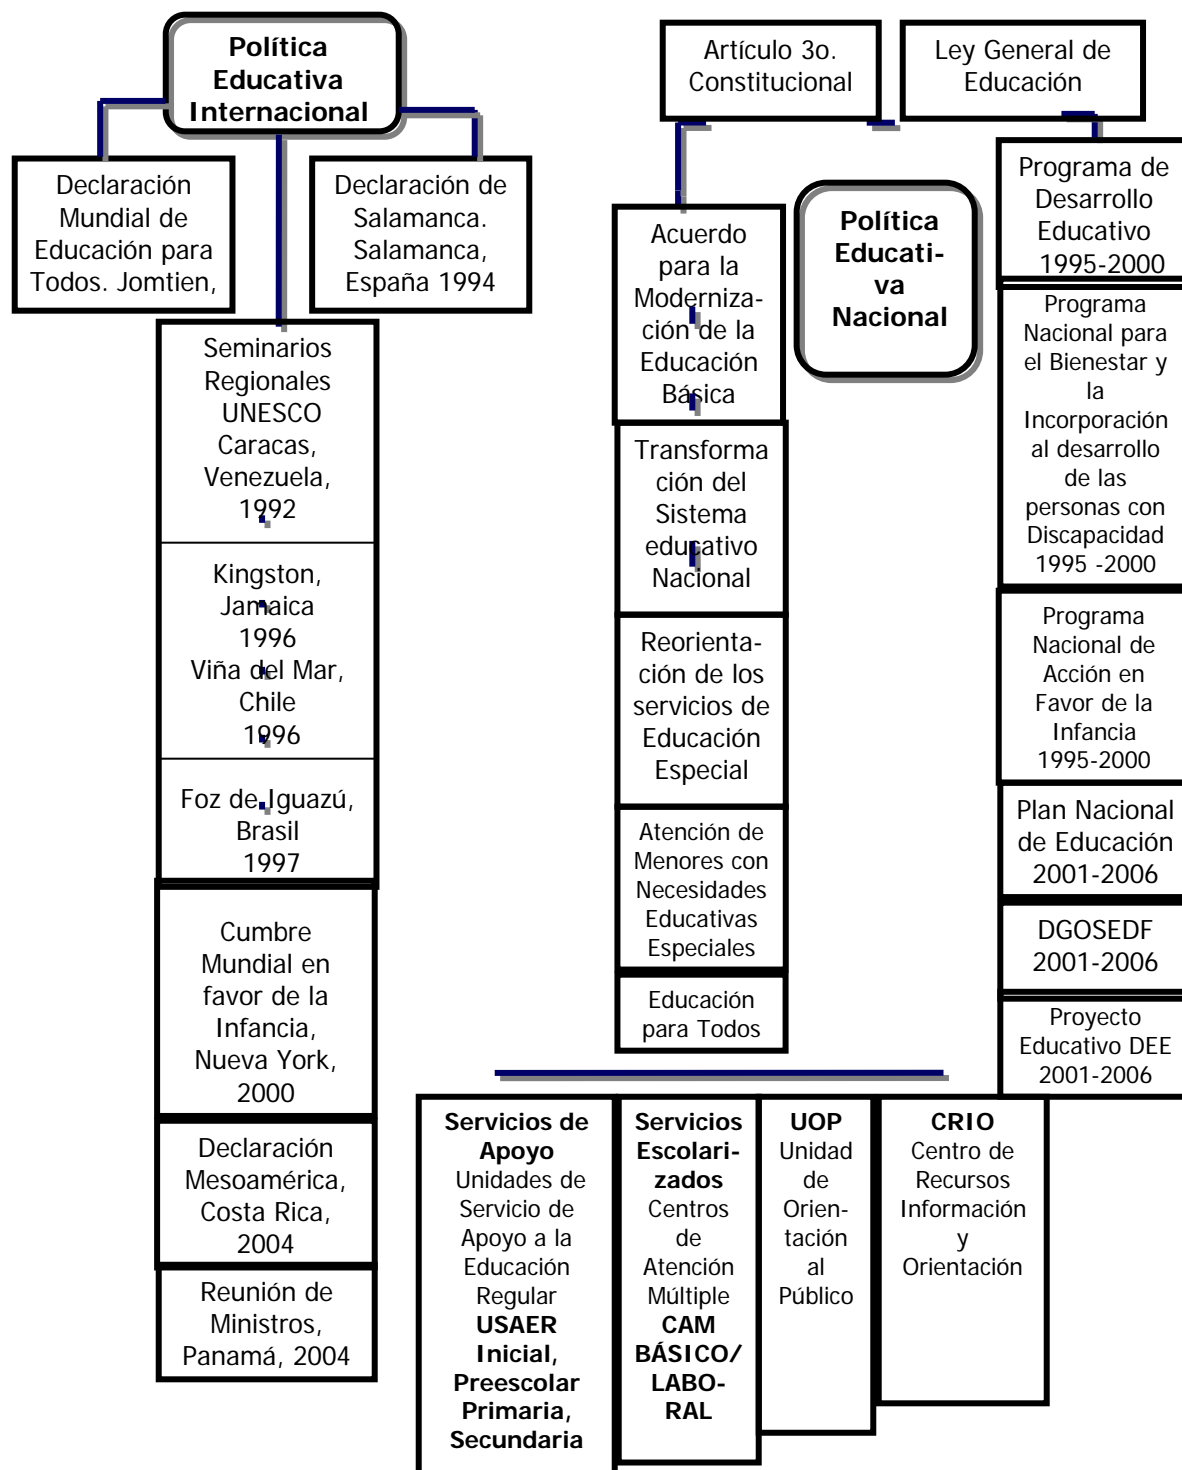 Política
Educativa
Internacional
Declaración
Mundial de
Educación para
Todos. Jomtien,
Declaración de
Salamanca.
Salamanca,
España 1994
Seminarios
Regionales
UNESCO
Caracas,
Venezuela,
1992
Kingston,
Jamaica
1996
Viña del Mar,
Chile
1996
Foz de Iguazú,
Brasil
1997
Cumbre
Mundial en
favor de la
Infancia,
Nueva York,
2000
Declaración
Mesoamérica,
Costa Rica,
2004
Reunión de
Ministros,
Panamá, 2004
Artículo 3o.
Constitucional
Ley General de
Educación
Política
Educati-
va
Nacional
Acuerdo
para la
Moderniza-
ción de la
Educación
Básica
Transforma
ción del
Sistema
educativo
Nacional
Reorienta-
ción de los
servicios de
Educación
Especial
Atención de
Menores con
Necesidades
Educativas
Especiales
Educación
para Todos
Programa de
Desarrollo
Educativo
1995-2000
Programa
Nacional para
el Bienestar y
la
Incorporación
al desarrollo
de las
personas con
Discapacidad
1995 -2000
Programa
Nacional de
Acción en
Favor de la
Infancia
1995-2000
Plan Nacional
de Educación
2001-2006
DGOSEDF
2001-2006
Proyecto
Educativo DEE
2001-2006
Servicios de
Apoyo
Unidades de
Servicio de
Apoyo a la
Educación
Regular
USAER
Inicial,
Preescolar
Primaria,
Secundaria
Servicios
Escolari-
zados
Centros
de
Atención
Múltiple
CAM
BÁSICO/
LABO-
RAL
UOP
Unidad
de
Orien-
tación
al
Público
CRIO
Centro de
Recursos
Información
y
Orientación